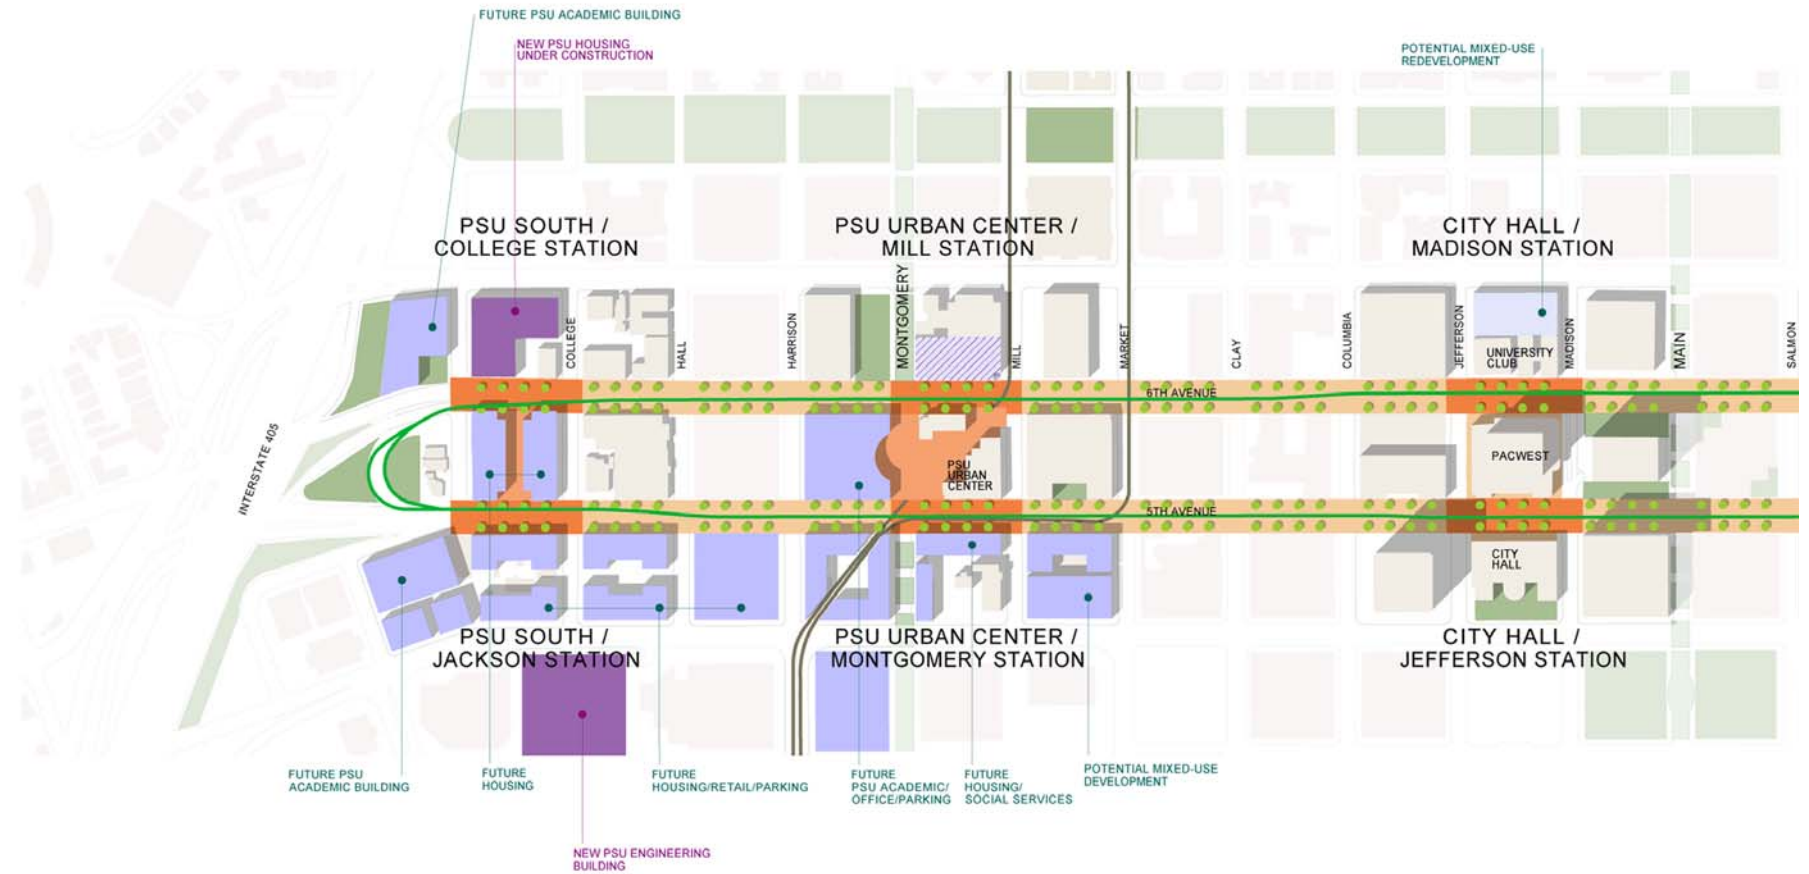 FUTURE PSU ACADEMIC BUILDING
NEW PSU HOUSING
UNDER CONSTRUCTION
POTENTIAL MIXED-USE
REDEVELOPMENT
PSU SOUTH /
COLLEGE STATION
PSU URBAN CENTER /
MILL STATION
CITY HALL /
MADISON STATION
COLLEGE
HALL
HARRISON
MONTGOMERY
MILL
MARKET
CLAY
COLUMBIA
JEFFERSON
UNIVERSITY
CLUB
MADISON
MAIN
SALMON
6TH AVENUE
INTERSTATE 405
PSU
URBAN
CENTER
PACWEST
5TH AVENUE
CITY
HALL
PSU SOUTH /
JACKSON STATION
PSU URBAN CENTER /
MONTGOMERY STATION
CITY HALL /
JEFFERSON STATION
FUTURE PSU
ACADEMIC BUILDING
FUTURE
HOUSING
FUTURE
HOUSING/RETAIL/PARKING
FUTURE
PSU ACADEMIC/
OFFICE/PARKING
FUTURE
HOUSING/
SOCIAL SERVICES
POTENTIAL MIXED-USE
DEVELOPMENT
NEW PSU ENGINEERING
BUILDING